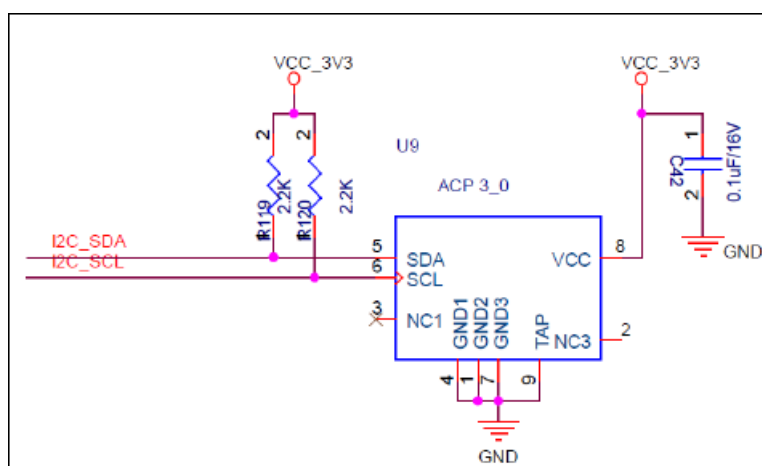 VCC_3V3
VCC_3V3
2
2
U9
1
ACP 3_0
C42
0.1uF/16V
R119
2.2K
R120
2.2K
2
I2C_SDA
I2C_SCL
5
SDA
VCC
8
GND
6
SCL
3
NC1
GND1
GND2
GND3
TAP
NC3
2
4
1
7
9
GND